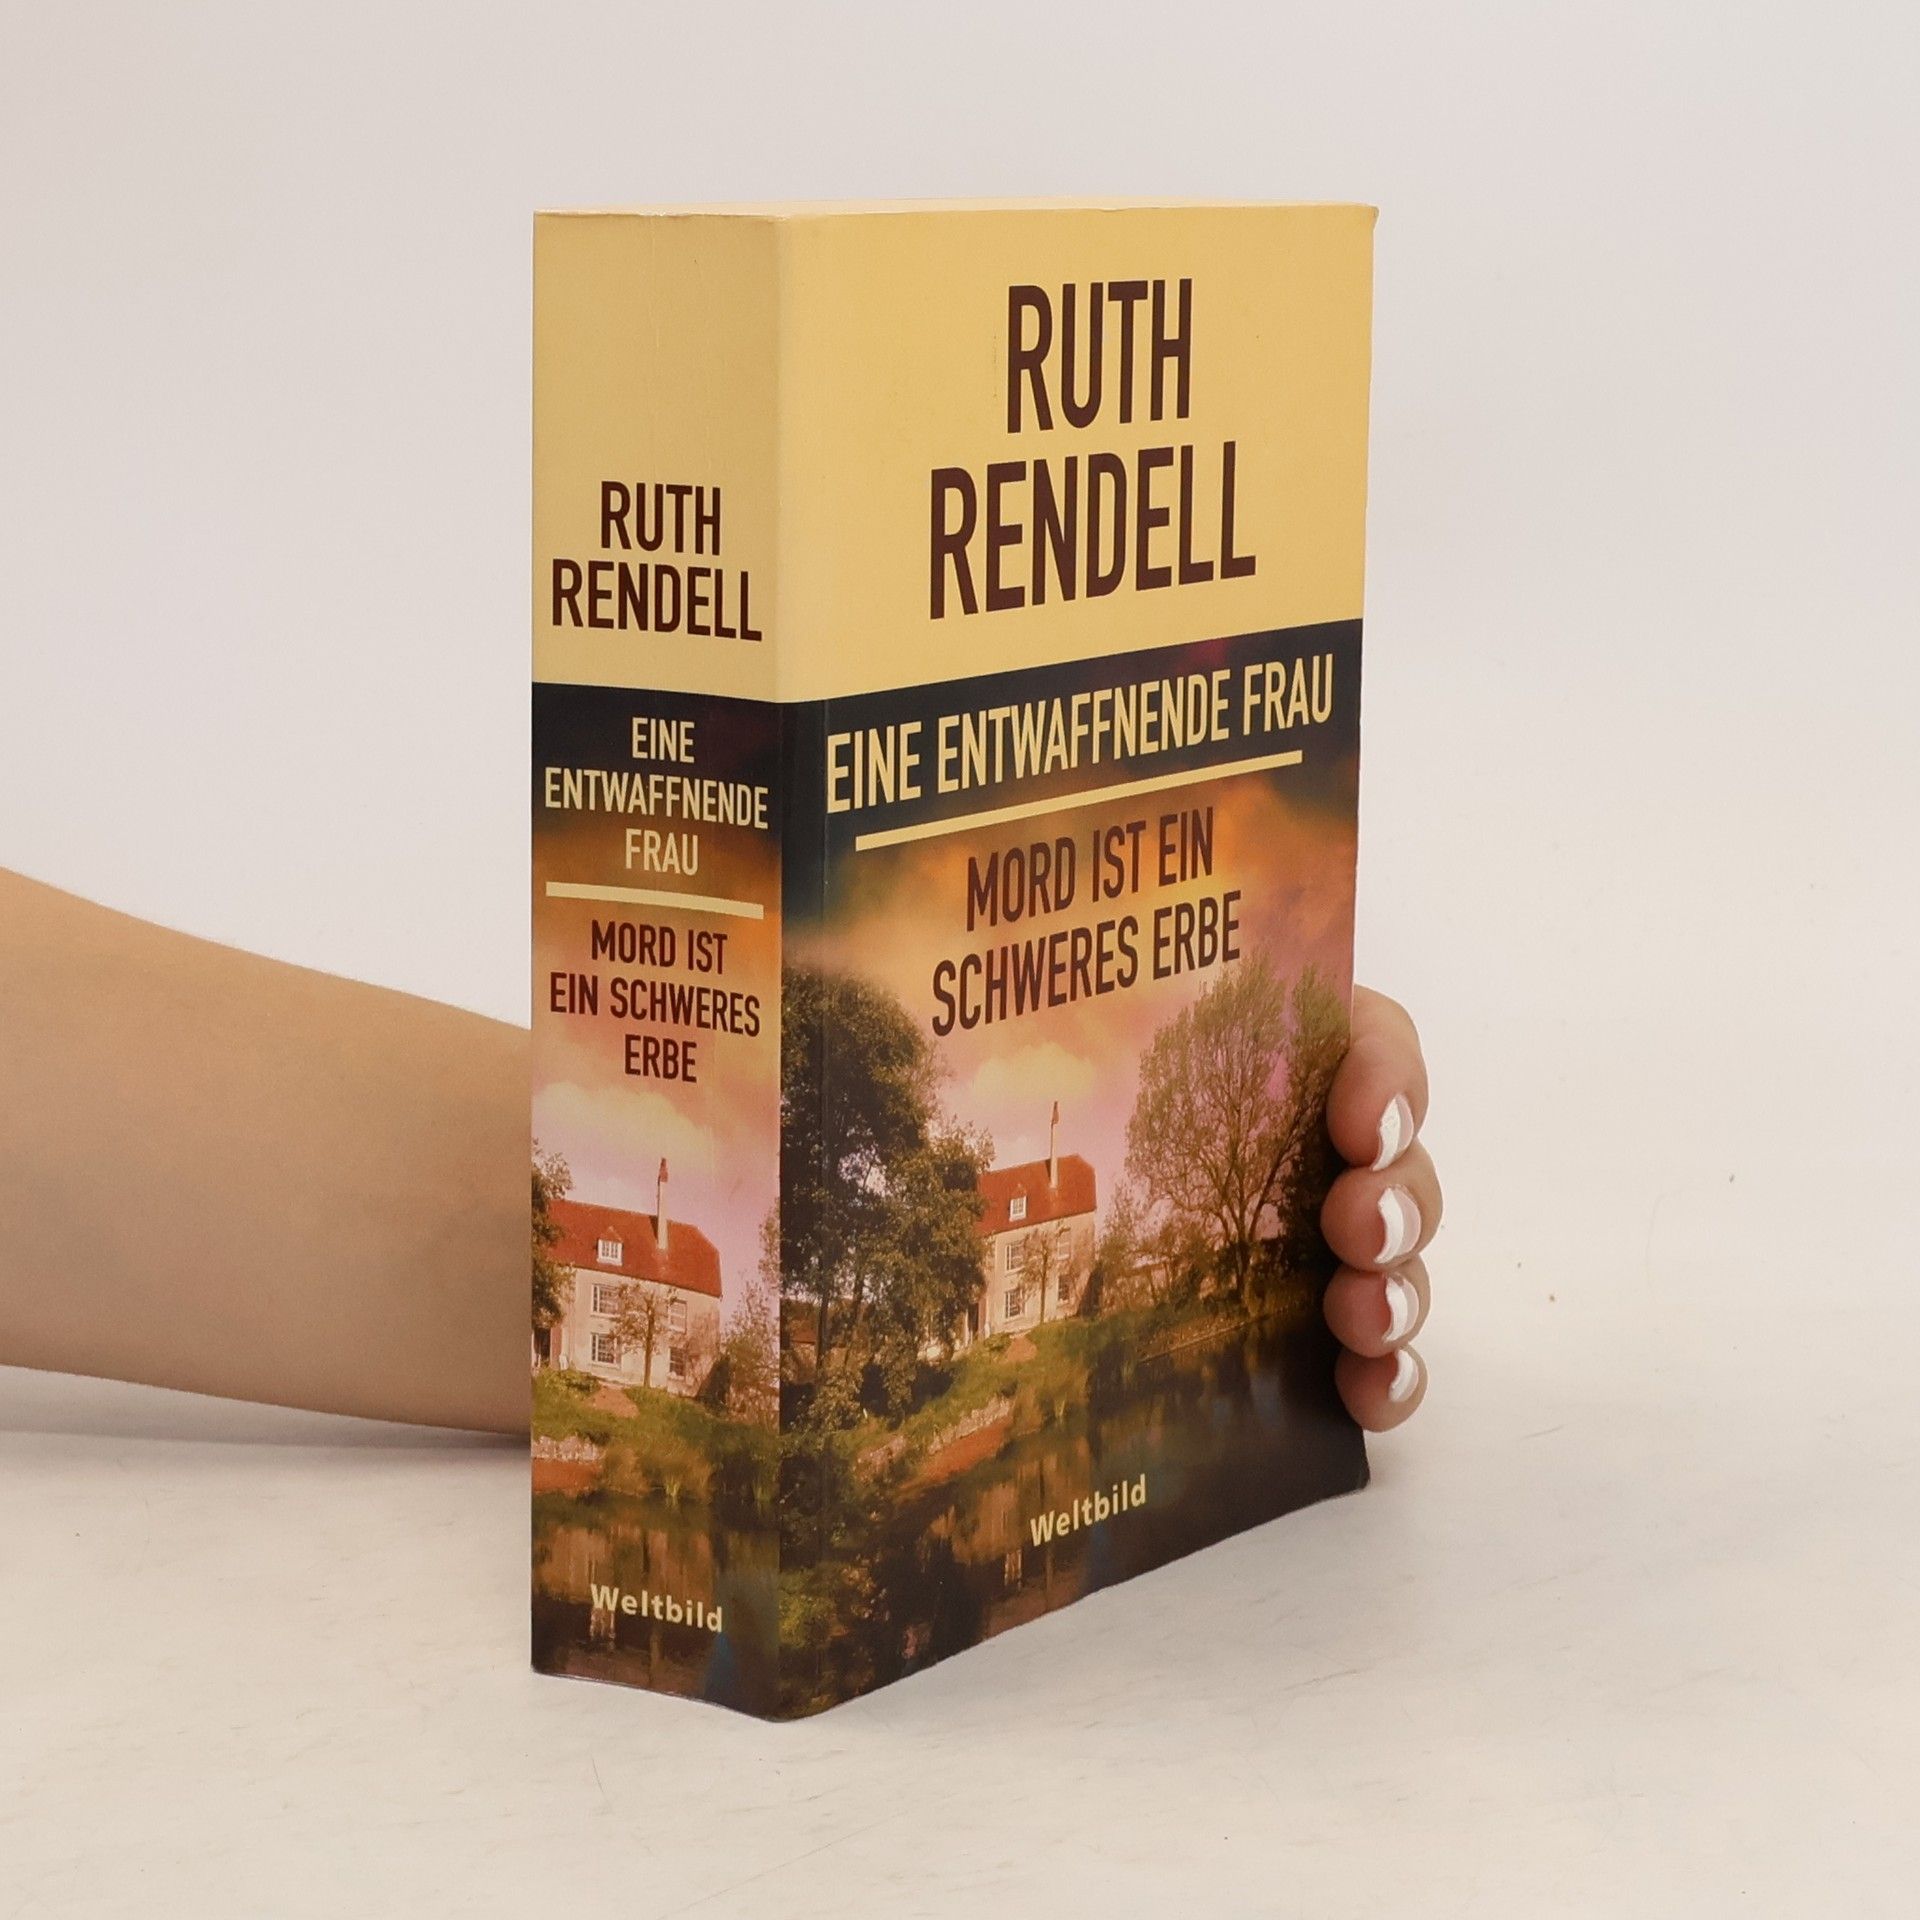 RUTH
RENDELL
EINE
ENTWAFFNENDE
FRAU
MORD IST
EIN SCHWERES
ERBE
Weltbild
RUTH
RENDELL
EINE ENTWAFFNENDE FRAU
MORD IST EIN
SCHWERES ERBE
Weltbild